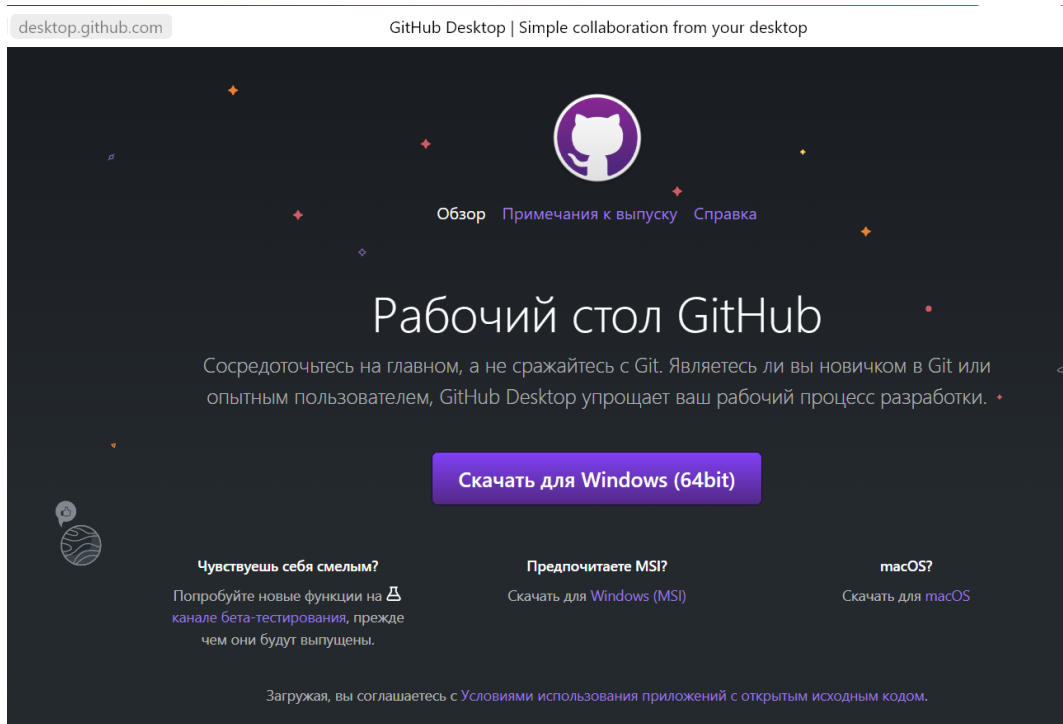 desktop.github.com
GitHub Desktop | Simple collaboration from your desktop
Обзор Примечания к выпуску Справка
Рабочий стол GitHub
Сосредоточьтесь на главном, а не сражайтесь с Git. Являетесь ли вы новичком в Git или
опытным пользователем, GitHub Desktop упрощает ваш рабочий процесс разработки.
Скачать для Windows (64bit)
Чувствуешь себя смелым?
Попробуйте новые функции на
канале бета-тестирования, прежде
чем они будут выпущены.
Предпочитаете MSI?
Скачать для Windows (MSI)
macOS?
Скачать для macOS
Загружая, вы соглашаетесь с Условиями использования приложений с открытым исходным кодом.